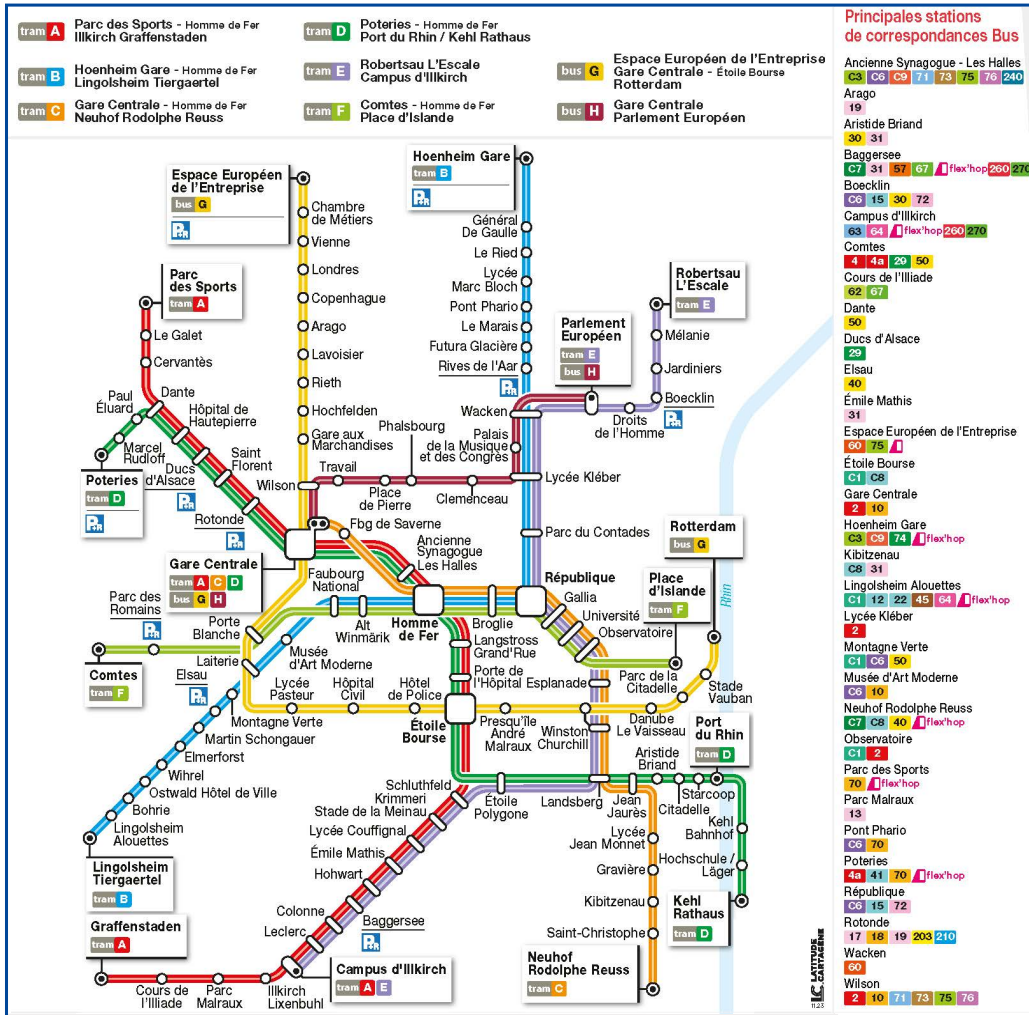 tram A Parc des Sports - Homme de Fer
Illkirch Graffenstaden
tram B Hoenheim Gare - Homme de Fer
Lingolsheim Tiergaertel
tram C Gare Centrale - Homme de Fer
Neuhof Rodolphe Reuss
tram D Poteries - Homme de Fer
Port du Rhin / Kehl Rathaus
tram E Robertsau L'Escale
Campus d'Illkirch
tram F Comtes - Homme de Fer
Place d'Islande
bus G Espace Européen de l'Entreprise
Gare Centrale - Étoile Bourse
Rotterdam
bus H Gare Centrale
Parlement Européen
Espace Européen
de l'Entreprise
bus G
P+R
Chambre
de Métiers
Vienne
Londres
Copenhague
Arago
Lavoisier
Rieth
Hochfelden
Gare aux
Marchandises
Wilson
Hoenheim Gare
tram B
P+R
Général
De Gaulle
Le Ried
Lycée
Marc Bloch
Pont Phario
Le Marais
Futura Glacière
Rives de l'Aar
P+R
Wacken
Palais
de la Musique
et des Congrès
Lycée Kléber
Parc du Contades
Parc
des Sports
tram A
Le Galet
Cervantès
Dante
Paul
Éluard
Marcel
Rudloff
Poteries
tram D
P+R
Hôpital de
Hautepierre
Ducs
d'Alsace
P+R
Saint
Florent
Rotonde
P+R
Robertsau
L'Escale
tram E
Mélanie
Jardiniers
Boecklin
P+R
Droits
de l'Homme
Parlement
Européen
tram E
bus H
Phalsbourg
Travail
Place
de Pierre
Clemenceau
Fbg de Saverne
Ancienne
Synagogue
Les Halles
Gare Centrale
tram A C D
bus G H
Faubourg
National
Parc des
Romains
Porte
Blanche
Comtes
tram F
Laiterie
Elsau
P+R
Musée
d'Art Moderne
Alt
Winmärik
Homme
de Fer
Broglie
République
Gallia
Université
Observatoire
Place
d'Islande
tram F
Rotterdam
bus G
Rhin
Langstross
Grand'Rue
Porte de
l'Hôpital
Esplanade
Parc de la
Citadelle
Stade
Vauban
Lycée
Pasteur
Hôpital
Civil
Hôtel
de Police
Étoile
Bourse
Presqu'île
André
Malraux
Winston
Churchill
Danube
Le Vaisseau
Port
du Rhin
tram D
Aristide
Briand
Starcoop
Citadelle
Montagne Verte
Martin Schongauer
Elmerforst
Wihrel
Ostwald Hôtel de Ville
Bohrie
Lingolsheim
Alouettes
Lingolsheim
Tiergaertel
tram B
Schluthfeld
Krimmeri
Stade de la Meinau
Lycée Couffignal
Émile Mathis
Hohwart
Colonne
Leclerc
Baggersee
P+R
Étoile
Polygone
Landsberg
Jean
Jaurès
Lycée
Jean Monnet
Gravière
Kibitzenau
Saint-Christophe
Neuhof
Rodolphe Reuss
tram C
Kehl
Bahnhof
Hochschule /
Läger
Kehl
Rathaus
tram D
Graffenstaden
tram A
Cours de
l'Illiade
Parc
Malraux
Illkirch
Lixenbuhl
Campus d'Illkirch
tram A E
LATITUDE
CARTAGENE
11.23
Principales stations
de correspondances Bus
Ancienne Synagogue - Les Halles
C3 C6 C9 71 73 75 76 240
Arago
19
Aristide Briand
30 31
Baggersee
C7 31 57 67 flex'hop 260 270
Boecklin
C6 15 30 72
Campus d'Illkirch
63 64 flex'hop 260 270
Comtes
4 4a 29 50
Cours de l'Illiade
62 67
Dante
50
Ducs d'Alsace
29
Elsau
40
Émile Mathis
31
Espace Européen de l'Entreprise
60 75
Étoile Bourse
C1 C8
Gare Centrale
2 10
Hoenheim Gare
C3 C9 74 flex'hop
Kibitzenau
C8 31
Lingolsheim Alouettes
C1 12 22 45 64 flex'hop
Lycée Kléber
2
Montagne Verte
C1 C6 50
Musée d'Art Moderne
C6 10
Neuhof Rodolphe Reuss
C7 C8 40 flex'hop
Observatoire
C1 2
Parc des Sports
70 flex'hop
Parc Malraux
13
Pont Phario
C6 70
Poteries
4a 41 70 flex'hop
République
C6 15 72
Rotonde
17 18 19 203 210
Wacken
60
Wilson
2 10 71 73 75 76